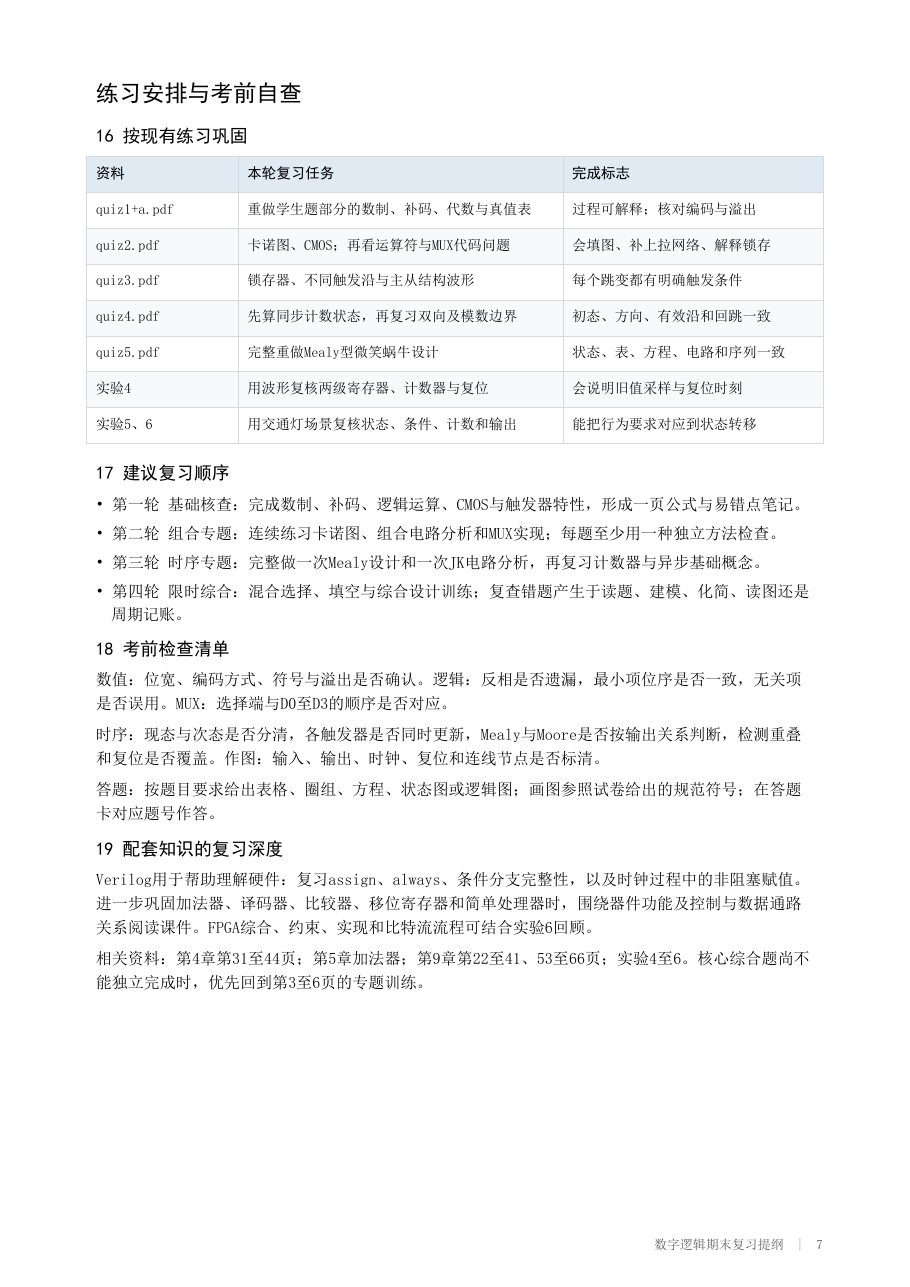 练习安排与考前自查
16 按现有练习巩固
资料 本轮复习任务 完成标志
quiz1+a.pdf 重做学生题部分的数制、补码、代数与真值表 过程可解释；核对编码与溢出
quiz2.pdf 卡诺图、CMOS；再看运算符与MUX代码问题 会填图、补上拉网络、解释锁存
quiz3.pdf 锁存器、不同触发沿与主从结构波形 每个跳变都有明确触发条件
quiz4.pdf 先算同步计数状态，再复习双向及模数边界 初态、方向、有效沿和回跳一致
quiz5.pdf 完整重做Mealy型微笑蜗牛设计 状态、表、方程、电路和序列一致
实验4 用波形复核两级寄存器、计数器与复位 会说明旧值采样与复位时刻
实验5、6 用交通灯场景复核状态、条件、计数和输出 能把行为要求对应到状态转移
17 建议复习顺序
• 第一轮 基础核查：完成数制、补码、逻辑运算、CMOS与触发器特性，形成一页公式与易错点笔记。
• 第二轮 组合专题：连续练习卡诺图、组合电路分析和MUX实现；每题至少用一种独立方法检查。
• 第三轮 时序专题：完整做一次Mealy设计和一次JK电路分析，再复习计数器与异步基础概念。
• 第四轮 限时综合：混合选择、填空与综合设计训练；复查错题产生于读题、建模、化简、读图还是
周期记账。
18 考前检查清单
数值：位宽、编码方式、符号与溢出是否确认。逻辑：反相是否遗漏，最小项位序是否一致，无关项
是否误用。MUX：选择端与D0至D3的顺序是否对应。
时序：现态与次态是否分清，各触发器是否同时更新，Mealy与Moore是否按输出关系判断，检测重叠
和复位是否覆盖。作图：输入、输出、时钟、复位和连线节点是否标清。
答题：按题目要求给出表格、圈组、方程、状态图或逻辑图；画图参照试卷给出的规范符号；在答题
卡对应题号作答。
19 配套知识的复习深度
Verilog用于帮助理解硬件：复习assign、always、条件分支完整性，以及时钟过程中的非阻塞赋值。
进一步巩固加法器、译码器、比较器、移位寄存器和简单处理器时，围绕器件功能及控制与数据通路
关系阅读课件。FPGA综合、约束、实现和比特流流程可结合实验6回顾。
相关资料：第4章第31至44页；第5章加法器；第9章第22至41、53至66页；实验4至6。核心综合题尚不
能独立完成时，优先回到第3至6页的专题训练。
数字逻辑期末复习提纲 | 7